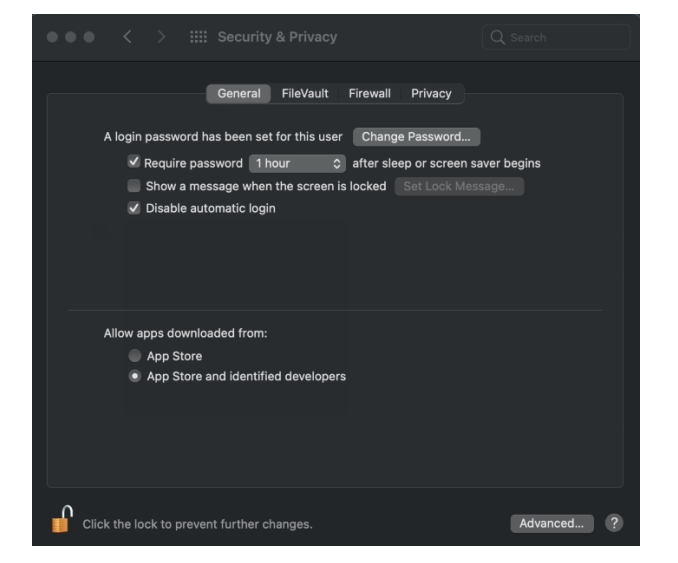 Security & Privacy
Search
General FileVault Firewall Privacy
A login password has been set for this user Change Password...
Require password 1 hour after sleep or screen saver begins
Show a message when the screen is locked Set Lock Message...
Disable automatic login
Allow apps downloaded from:
App Store
App Store and identified developers
Click the lock to prevent further changes.
Advanced... ?